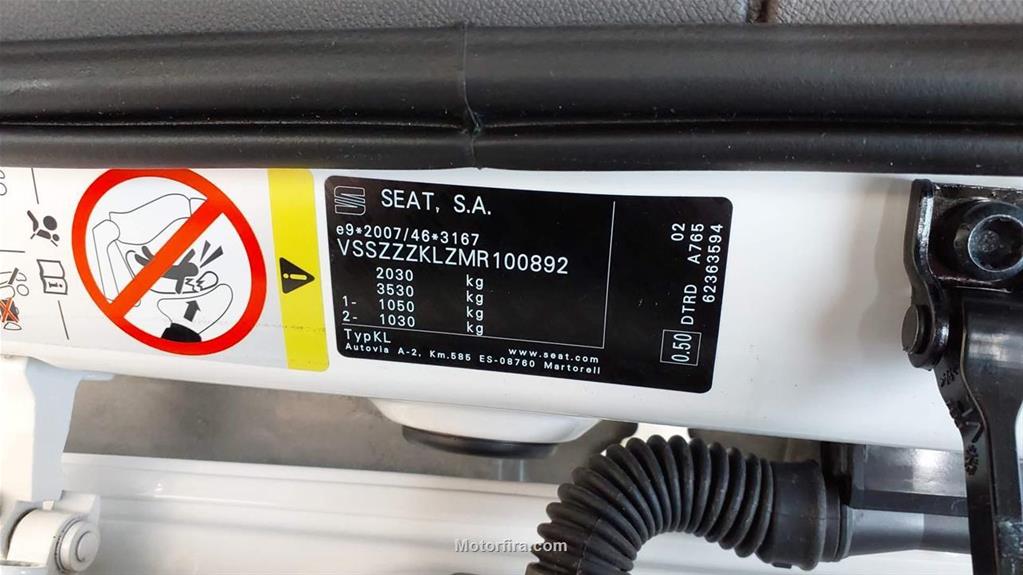 SEAT, S.A.
e9*2007/46*3167
VSSZZZKLZMR100892
2030 kg
3530 kg
1- 1050 kg
2- 1030 kg
TypKL www.seat.com
Autovia A-2, Km.585 ES-08760 Martorell
0.50 DTRD A765 02
62363594
Motorfira.com